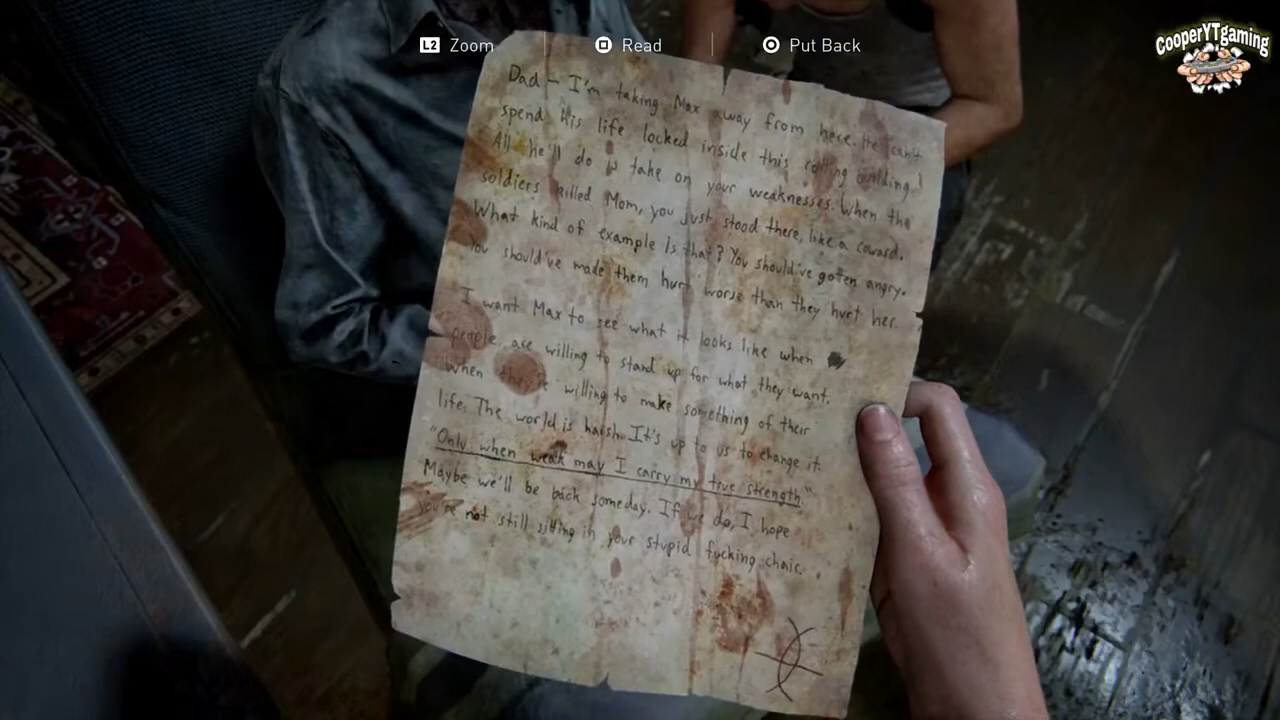 L2 Zoom
Read
Put Back
CooperYTgaming
Dad - I'm taking Max away from here. He can't
spend his life locked inside this rolling building!
All he'll do is take on your weaknesses. When the
soldiers killed Mom, you just stood there, like a coward.
What kind of example is that? You should've gotten angry.
You should've made them hurt worse than they hurt her.
I want Max to see what it looks like when
people are willing to stand up for what they want.
When they're willing to make something of their
life. The world is harsh. It's up to us to change it.
"Only when weak may I carry my true strength"
Maybe we'll be back someday. If we do, I hope
you're not still sitting in your stupid fucking chair.